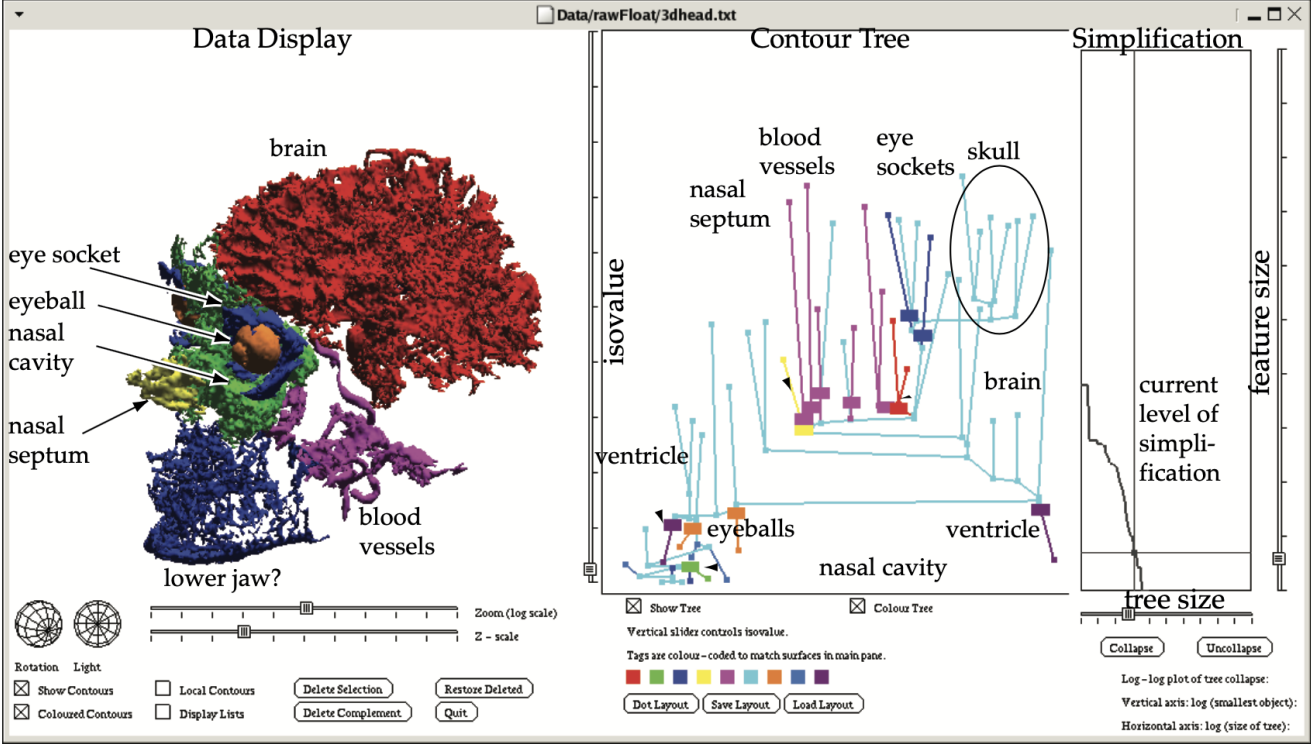 Data/rawFloat/3dhead.txt
Data Display
Contour Tree
Simplification
brain
eye socket
eyeball
nasal
cavity
nasal
septum
blood
vessels
lower jaw?
isovalue
blood
vessels
nasal
septum
eye
sockets
skull
brain
ventricle
eyeballs
ventricle
nasal cavity
current
level of
simpli-
fication
feature size
tree size
Zoom (log scale)
Z - scale
Rotation
Light
Show Contours
Local Contours
Delete Selection
Restore Deleted
Coloured Contours
Display Lists
Delete Complement
Quit
Show Tree
Colour Tree
Vertical slider controls isovalue.
Tags are colour-coded to match surfaces in main pane.
Dot Layout
Save Layout
Load Layout
Collapse
Uncollapse
Log-log plot of tree collapse:
Vertical axis: log (smallest object):
Horizontal axis: log (size of tree):